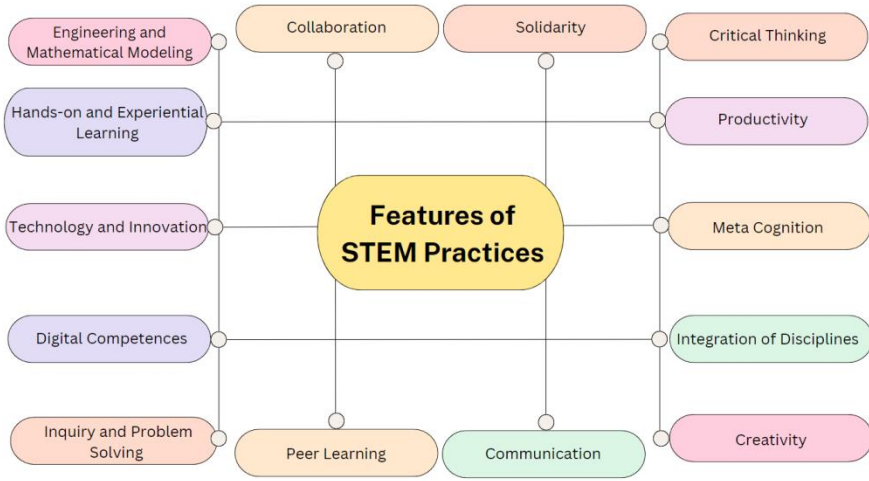 Engineering and
Mathematical Modeling
Collaboration
Solidarity
Critical Thinking
Hands-on and Experiential
Learning
Productivity
Technology and Innovation
Features of
STEM Practices
Meta Cognition
Digital Competences
Integration of Disciplines
Inquiry and Problem
Solving
Peer Learning
Communication
Creativity